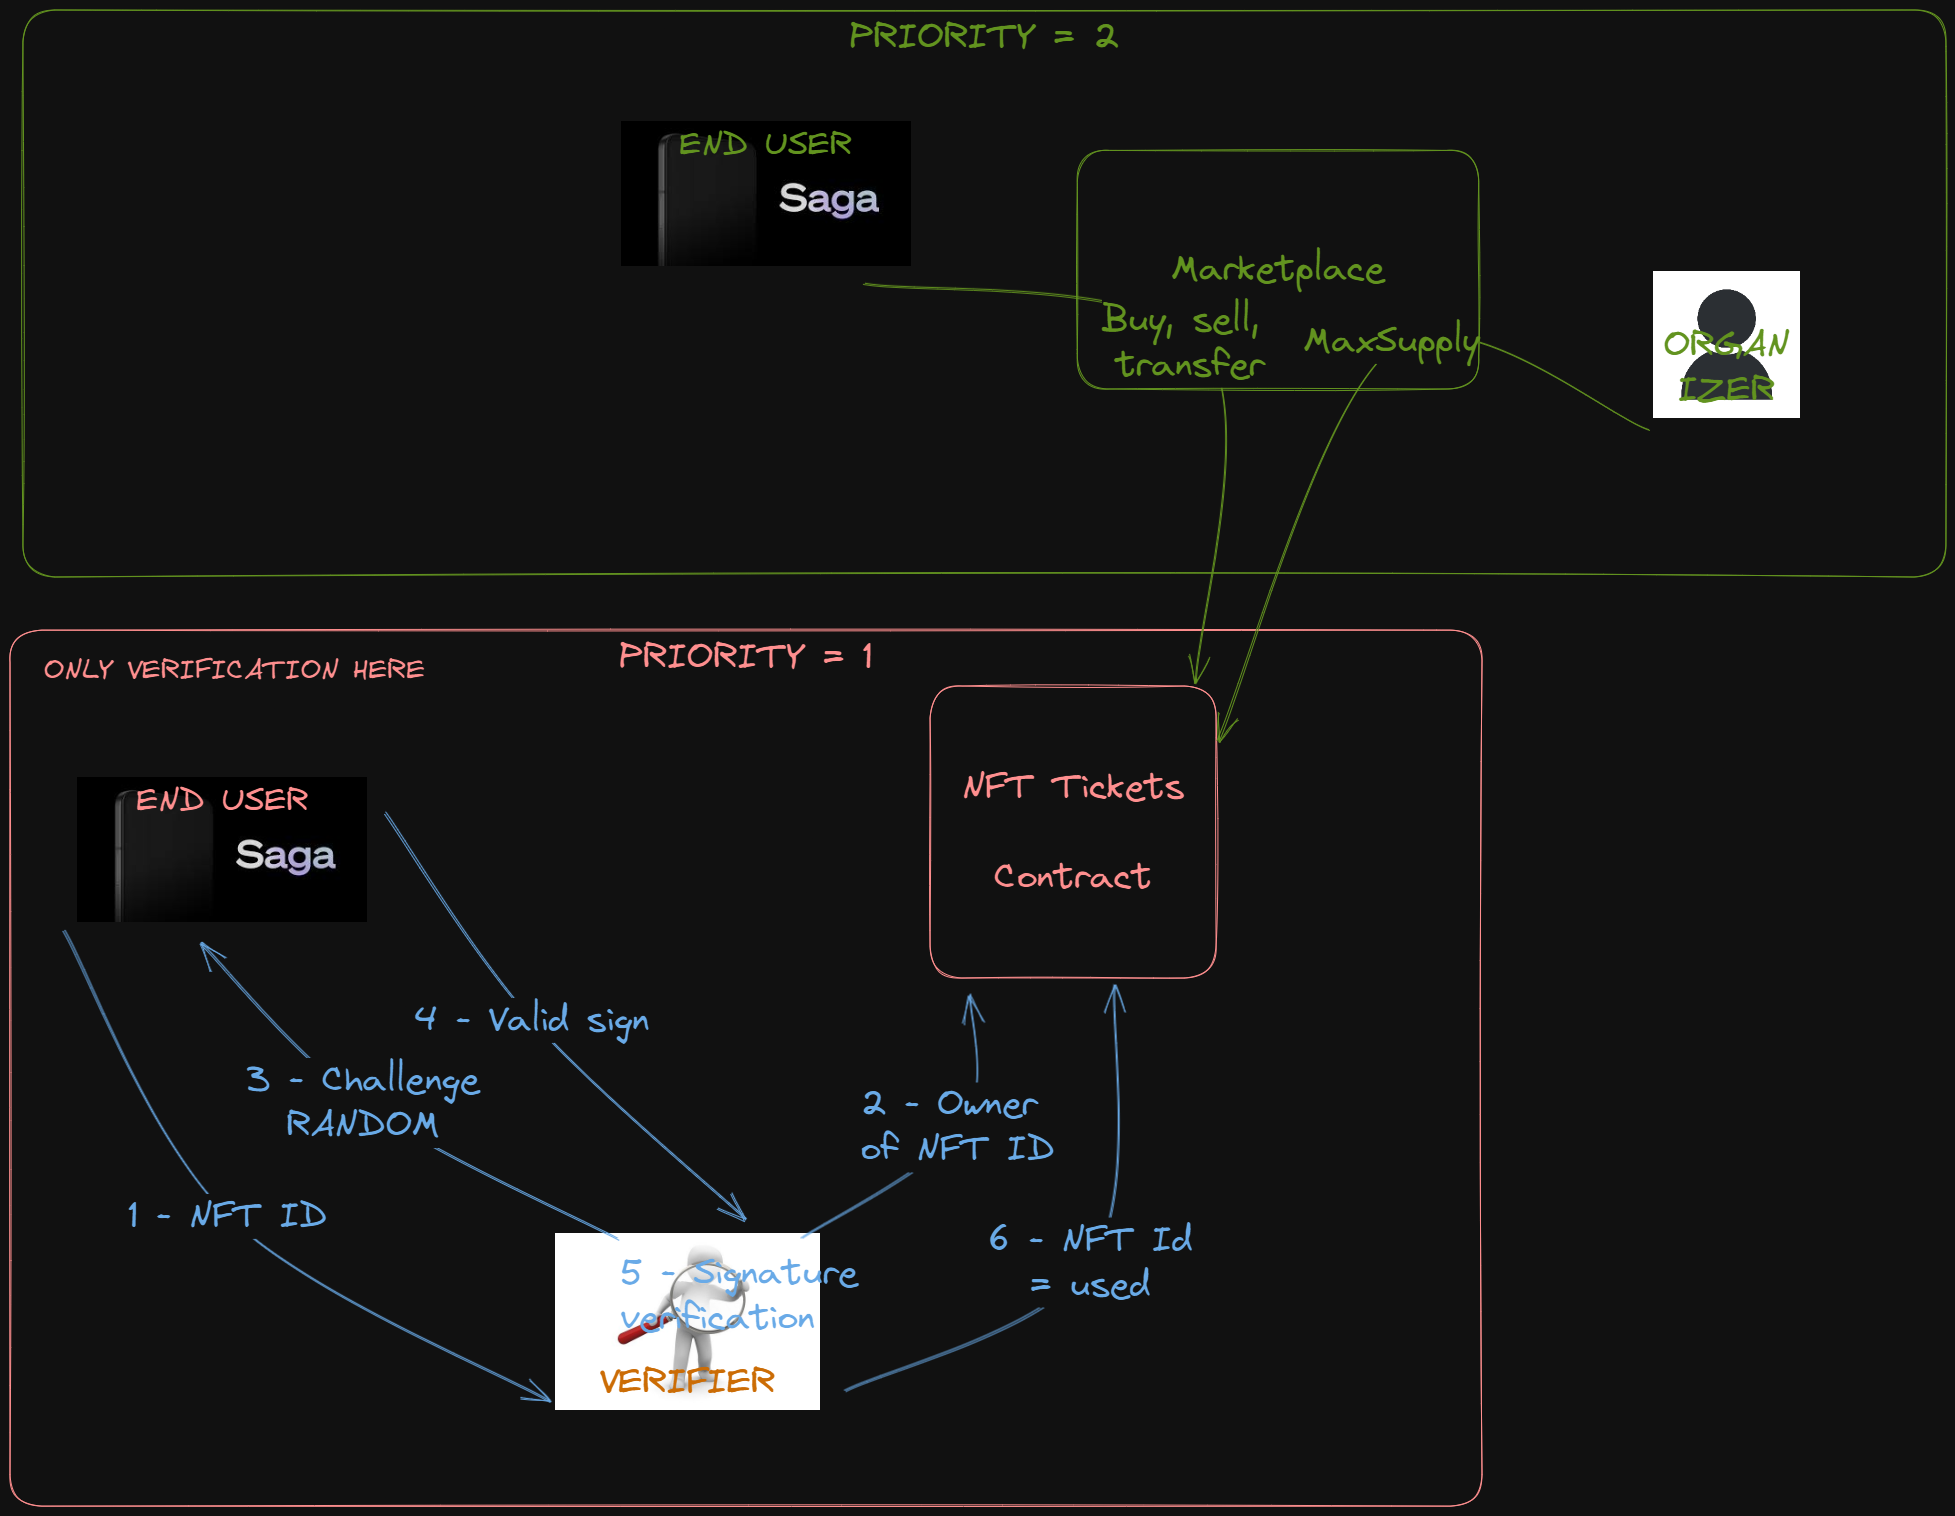 PRIORITY = 2
END USER
Saga
Marketplace
Buy, sell,
transfer
MaxSupply
ORGAN
IZER
PRIORITY = 1
ONLY VERIFICATION HERE
END USER
Saga
NFT Tickets
Contract
4 - Valid sign
3 - Challenge
RANDOM
2 - Owner
of NFT ID
1 - NFT ID
6 - NFT Id
= used
5 - Signature
verification
VERIFIER